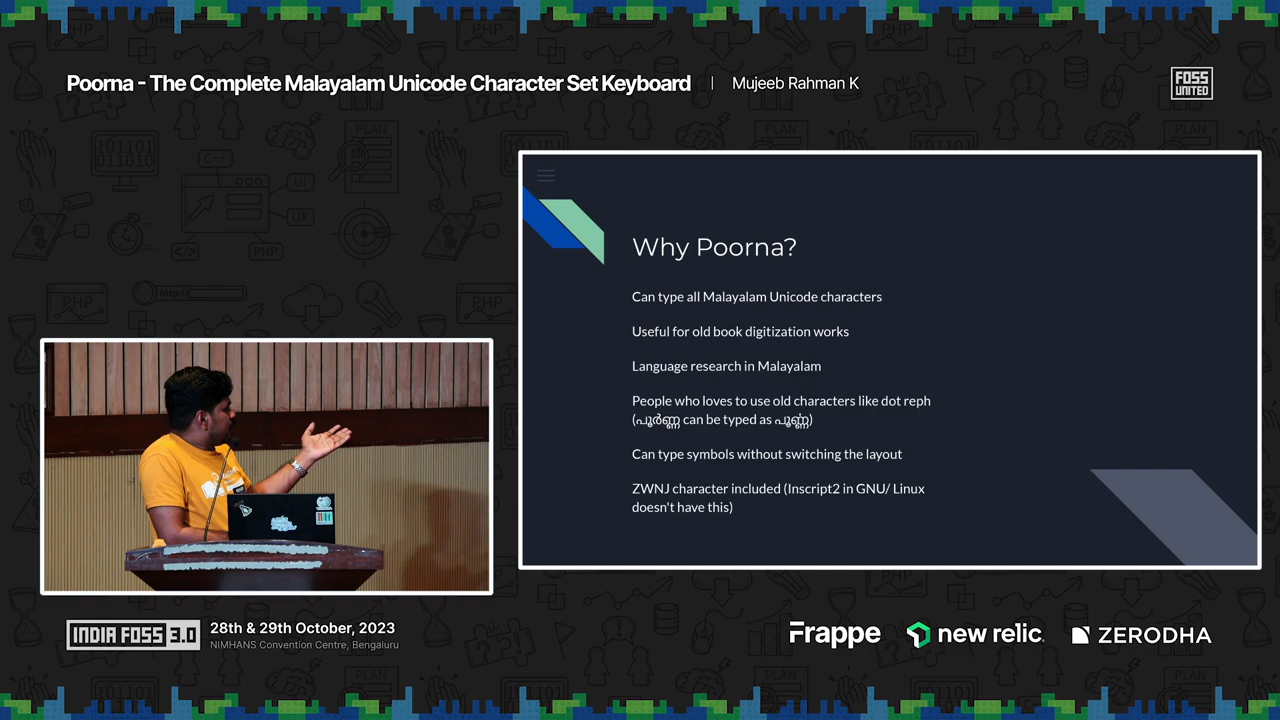 Poorna - The Complete Malayalam Unicode Character Set Keyboard | Mujeeb Rahman K
FOSS
UNITED
Why Poorna?
Can type all Malayalam Unicode characters
Useful for old book digitization works
Language research in Malayalam
People who loves to use old characters like dot reph
(പൂർണ്ണ can be typed as പൂൎണ്ണ)
Can type symbols without switching the layout
ZWNJ character included (Inscript2 in GNU/ Linux
doesn't have this)
INDIA FOSS 3.0
28th & 29th October, 2023
NIMHANS Convention Centre, Bengaluru
Frappe
new relic
ZERODHA